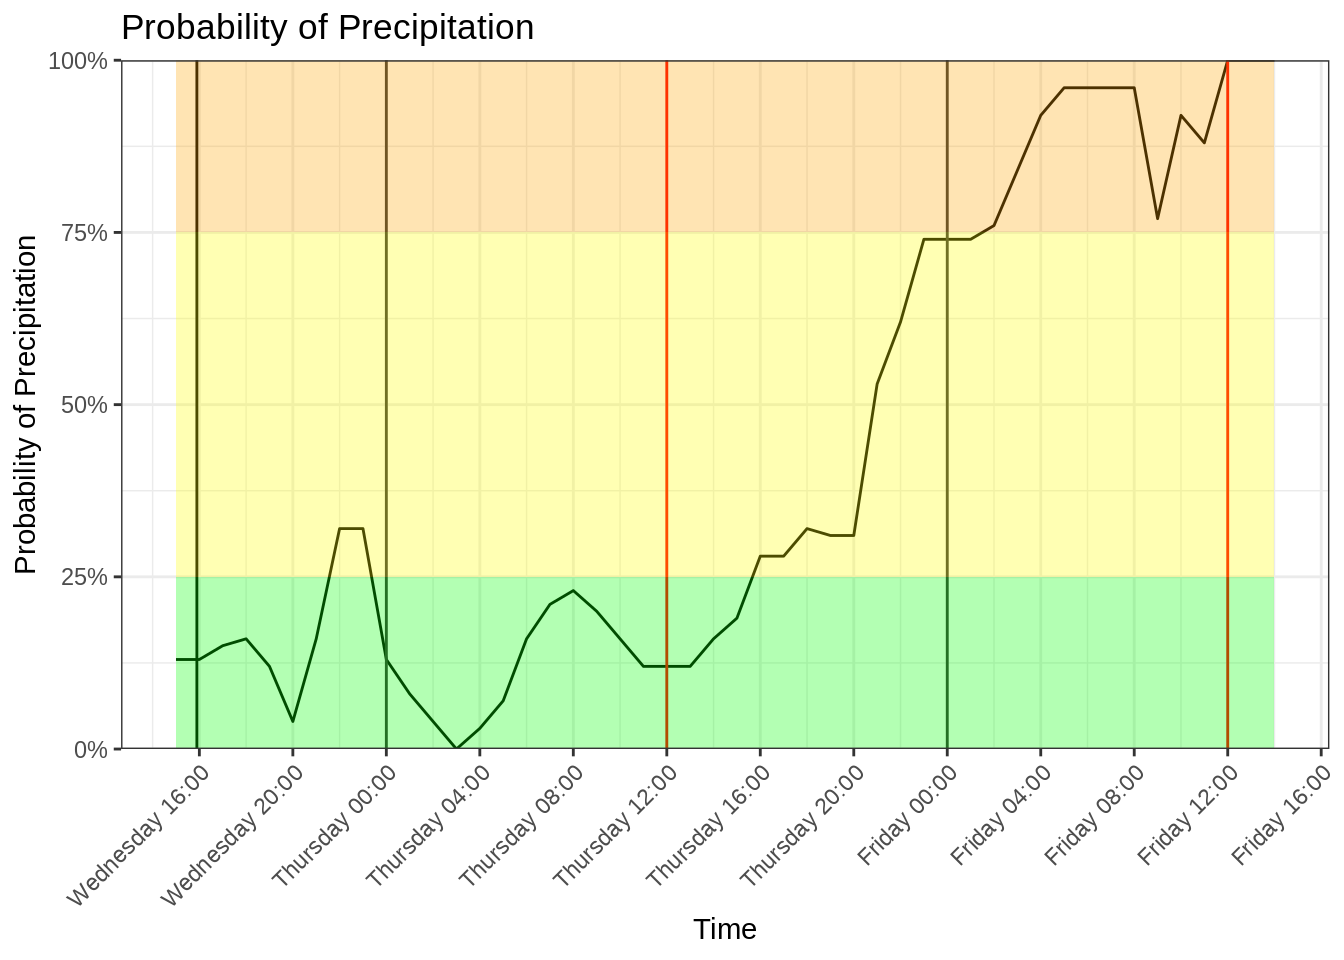 Probability of Precipitation
Probability of Precipitation
100%
75%
50%
25%
0%
Wednesday 16:00
Wednesday 20:00
Thursday 00:00
Thursday 04:00
Thursday 08:00
Thursday 12:00
Thursday 16:00
Thursday 20:00
Friday 00:00
Friday 04:00
Friday 08:00
Friday 12:00
Friday 16:00
Time